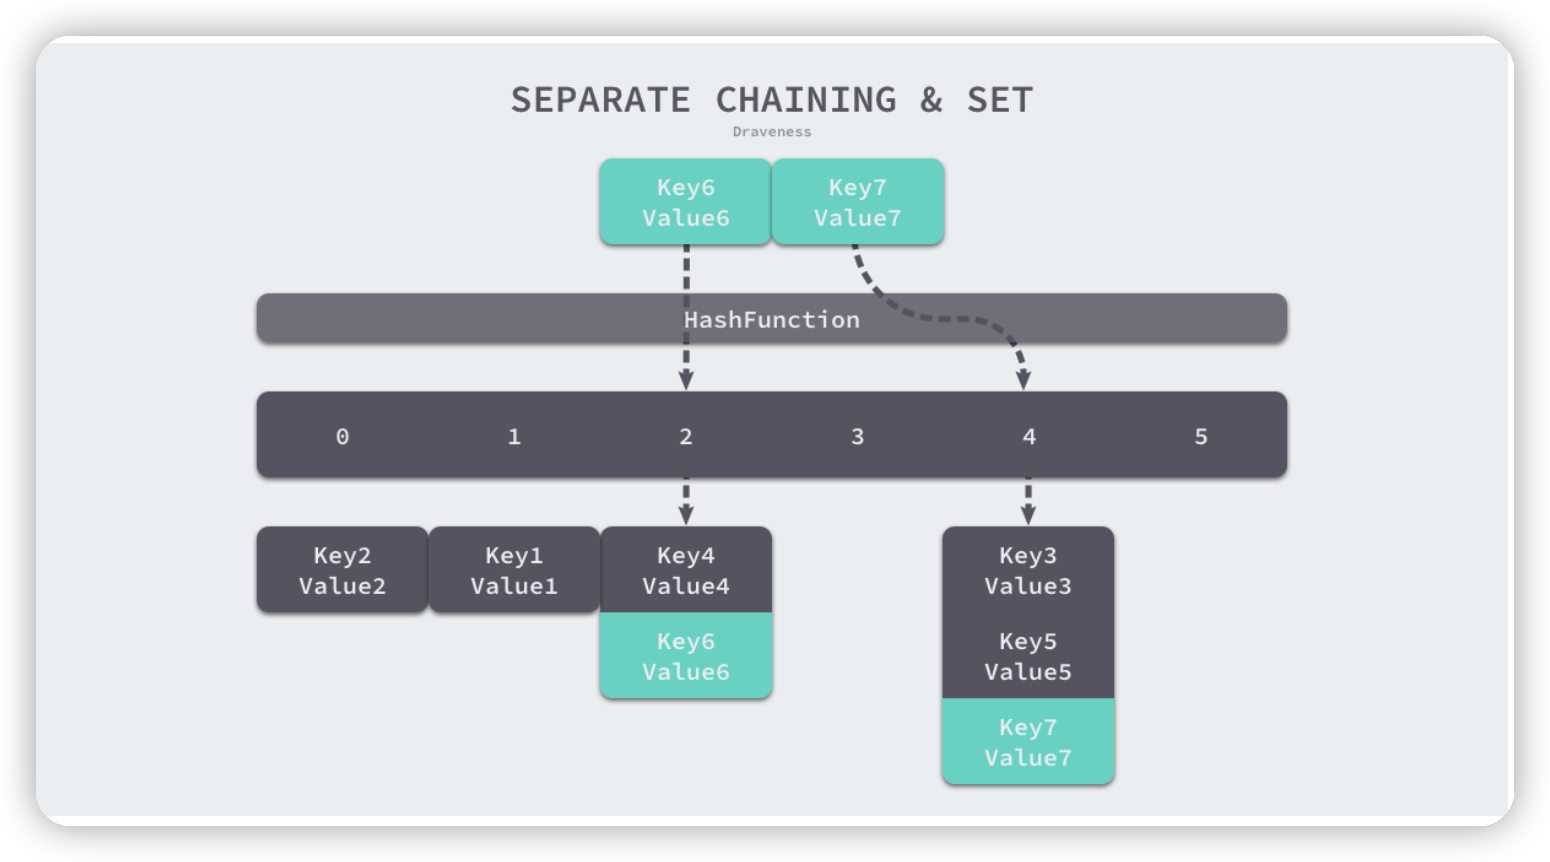 SEPARATE CHAINING & SET
Draveness
Key6
Value6
Key7
Value7
HashFunction
0 1 2 3 4 5
Key2
Value2
Key1
Value1
Key4
Value4
Key6
Value6
Key3
Value3
Key5
Value5
Key7
Value7